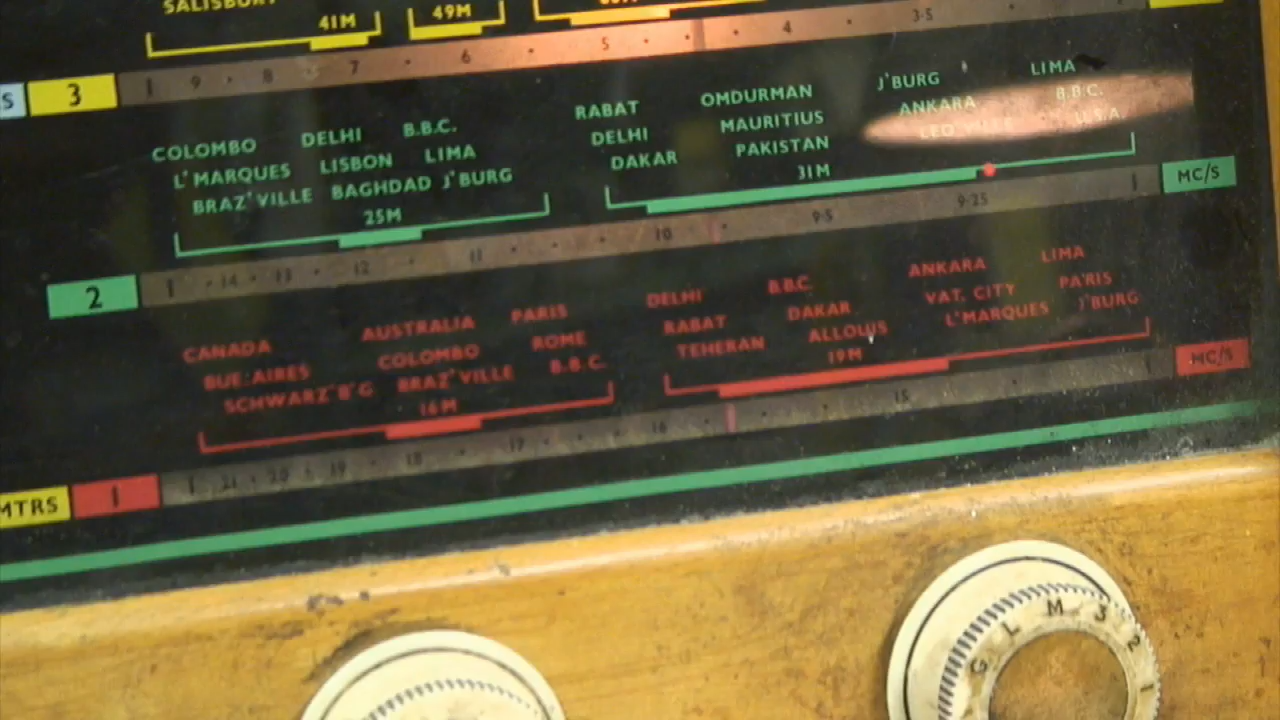 SALISBURY
41M 49M
S 3 9 8 7 6 5 4 3·5
COLOMBO DELHI B.B.C. RABAT OMDURMAN J'BURG LIMA
L'MARQUES LISBON LIMA DELHI MAURITIUS ANKARA B.B.C.
BRAZ'VILLE BAGHDAD J'BURG DAKAR PAKISTAN U.S.A.
25M 31M
2 14 13 12 11 10 9·5 9·25 MC/S
CANADA AUSTRALIA PARIS DELHI B.B.C. ANKARA LIMA
BUE:AIRES COLOMBO ROME RABAT DAKAR VAT. CITY PARIS
SCHWARZ'B'G BRAZ'VILLE B.B.C. TEHERAN ALLOUIS L'MARQUES J'BURG
16M 19M
MTRS 1 21 20 19 18 17 16 15 MC/S
G L M 3 2 1